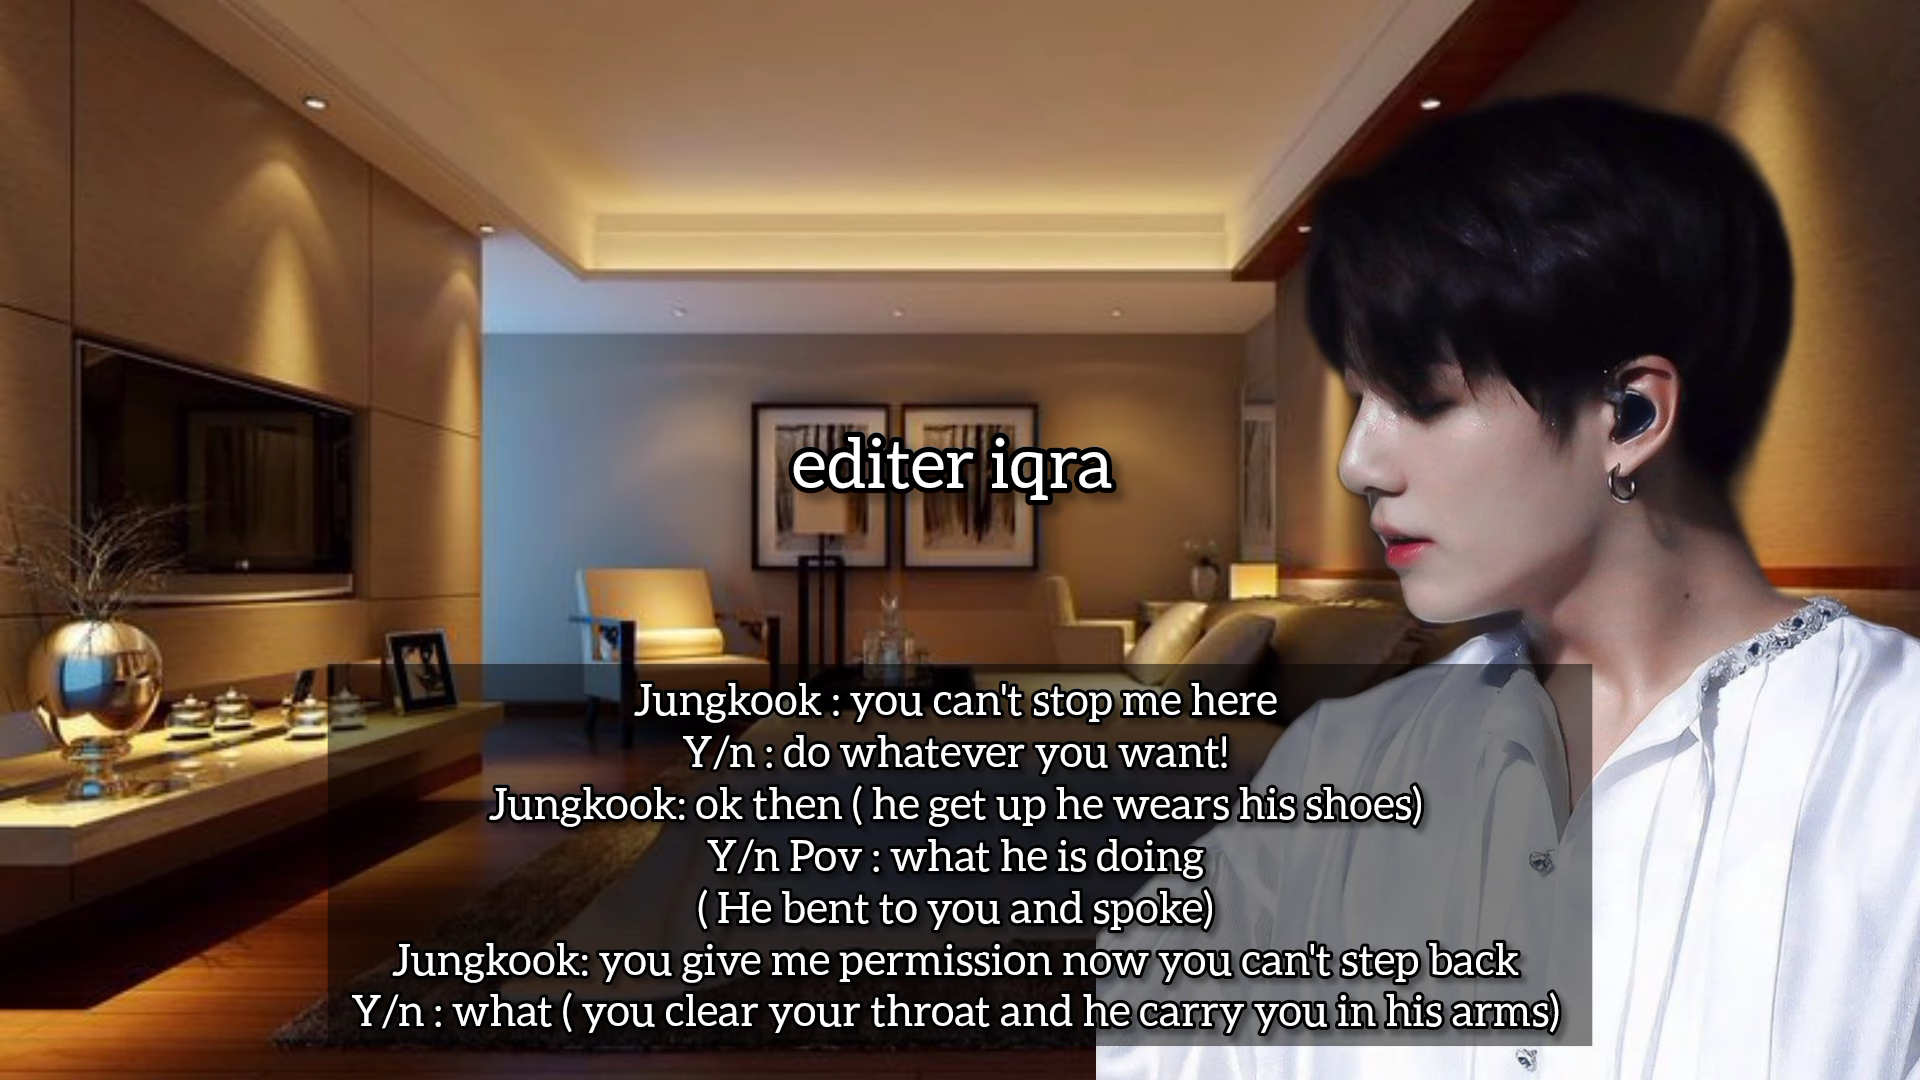 editer iqra
Jungkook : you can't stop me here
Y/n : do whatever you want!
Jungkook: ok then ( he get up he wears his shoes)
Y/n Pov : what he is doing
( He bent to you and spoke)
Jungkook: you give me permission now you can't step back
Y/n : what ( you clear your throat and he carry you in his arms)